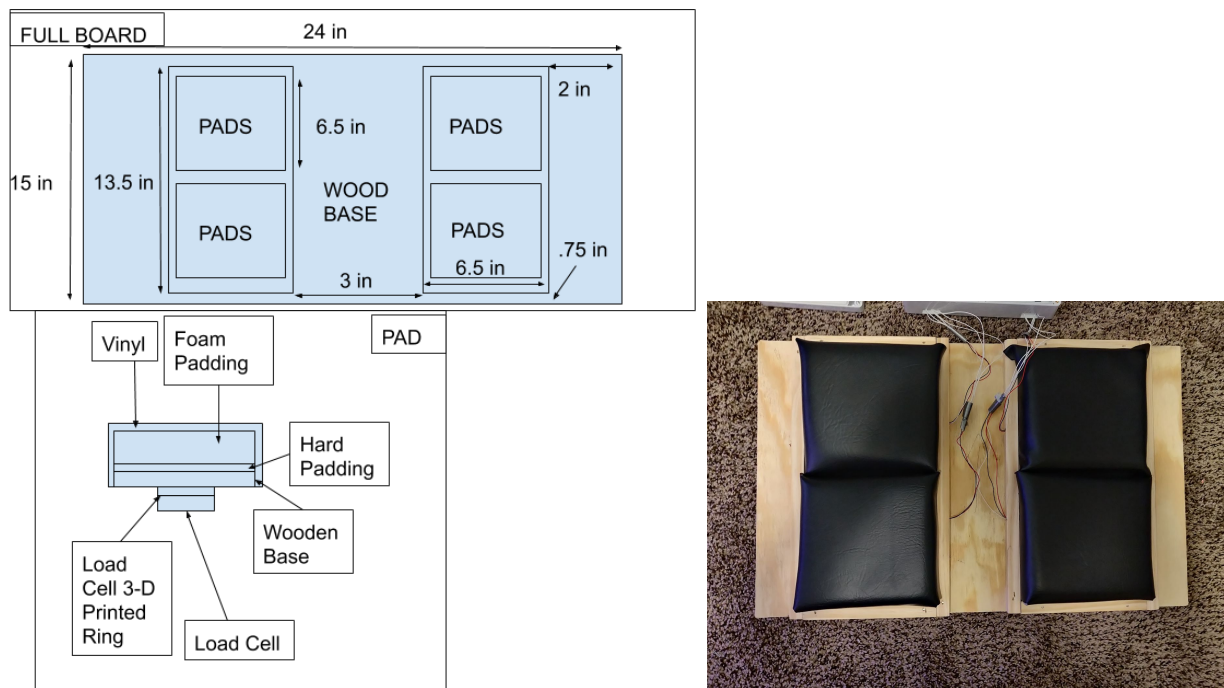 FULL BOARD
24 in
2 in
PADS
6.5 in
PADS
15 in
13.5 in
WOOD
BASE
PADS
PADS
.75 in
6.5 in
3 in
PAD
Vinyl
Foam
Padding
Hard
Padding
Wooden
Base
Load
Cell 3-D
Printed
Ring
Load Cell